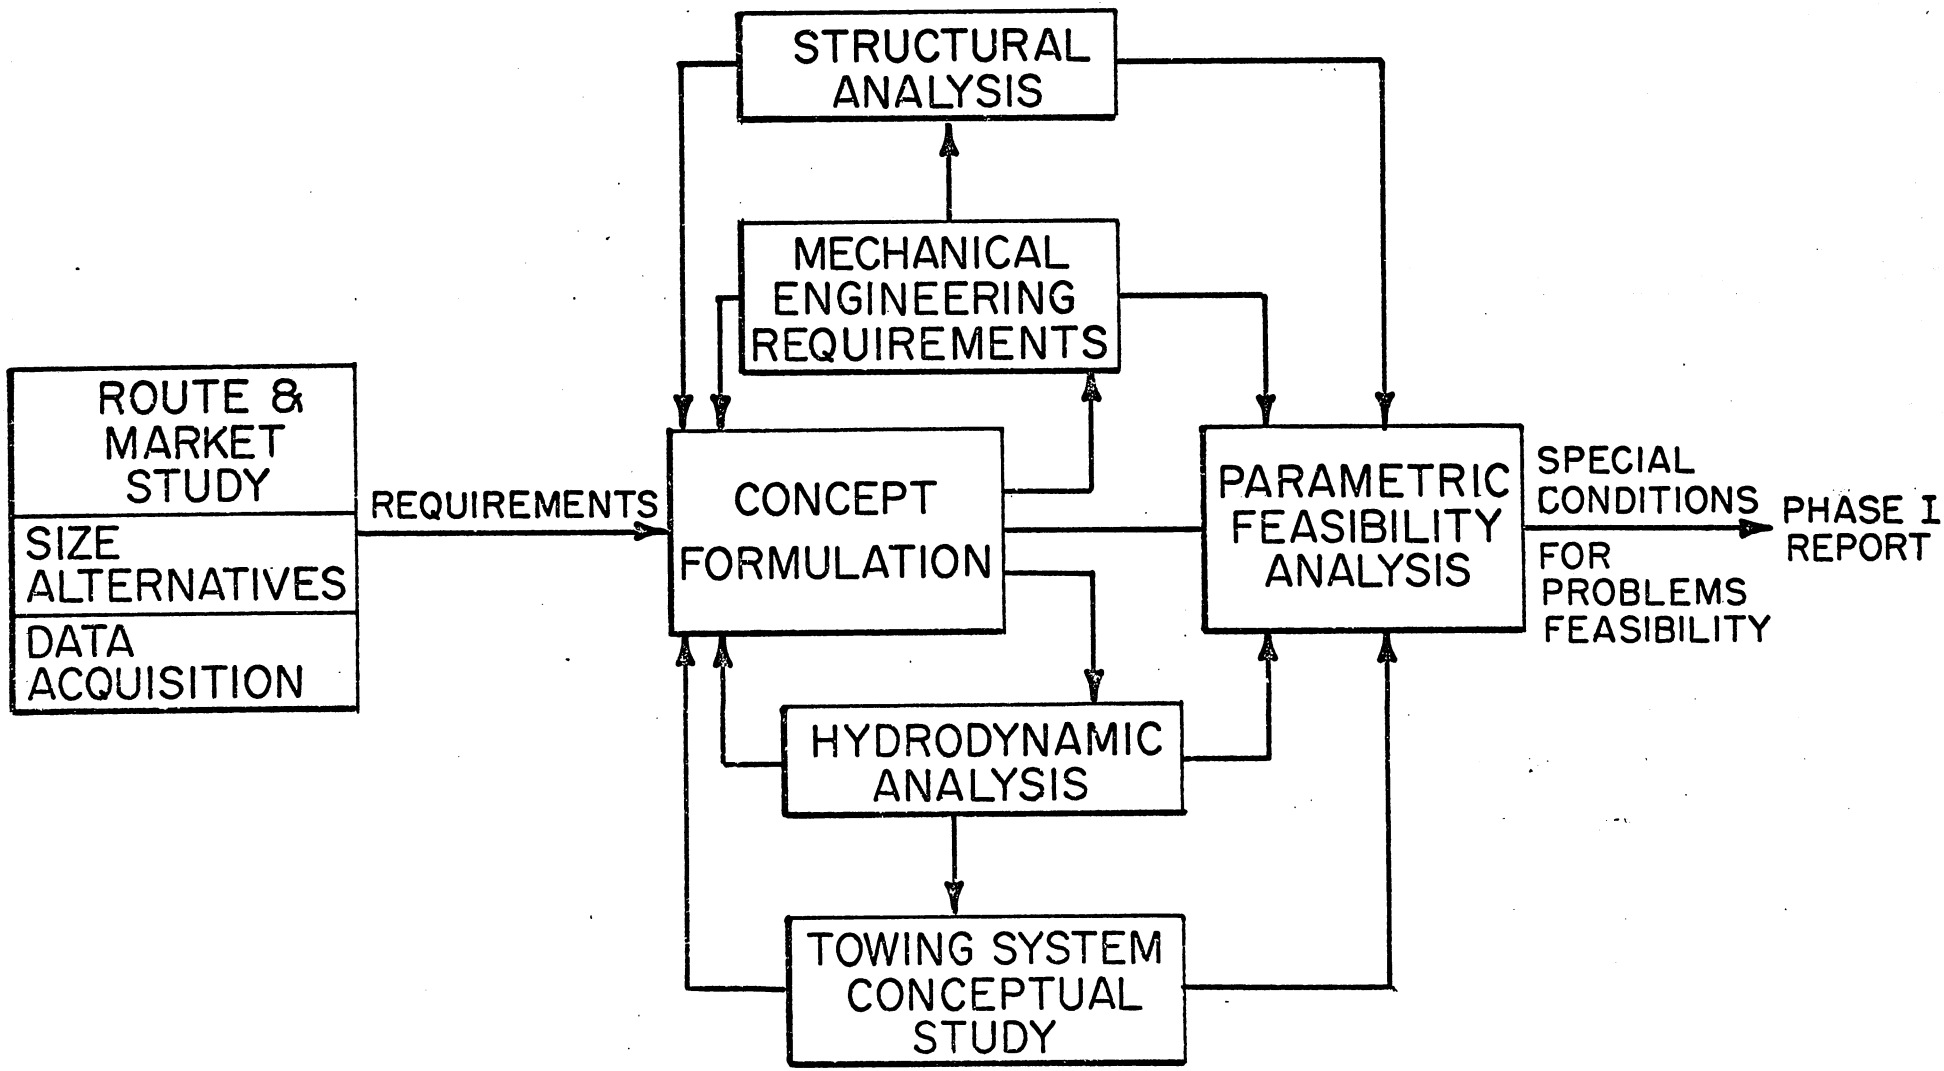 STRUCTURAL
ANALYSIS
MECHANICAL
ENGINEERING
REQUIREMENTS
ROUTE &
MARKET
STUDY
SIZE
ALTERNATIVES
DATA
ACQUISITION
REQUIREMENTS
CONCEPT
FORMULATION
PARAMETRIC
FEASIBILITY
ANALYSIS
SPECIAL
CONDITIONS
FOR
PROBLEMS
FEASIBILITY
PHASE I
REPORT
HYDRODYNAMIC
ANALYSIS
TOWING SYSTEM
CONCEPTUAL
STUDY